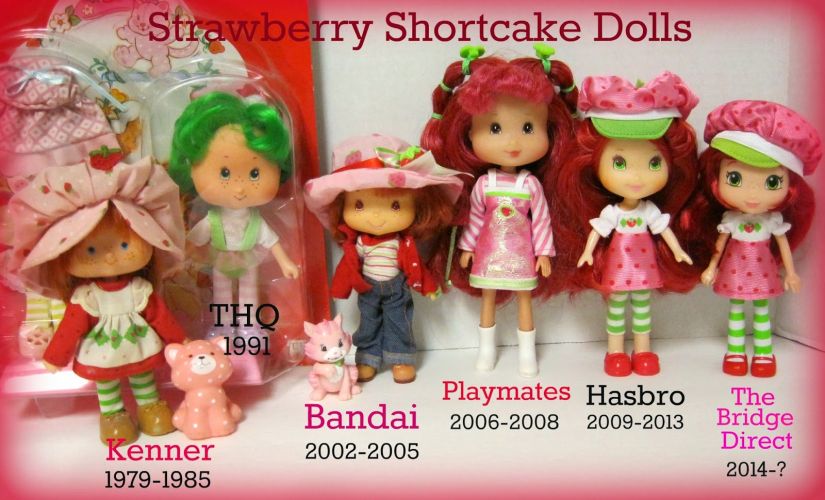 Strawberry Shortcake Dolls
THQ
1991
Kenner
1979-1985
Bandai
2002-2005
Playmates
2006-2008
Hasbro
2009-2013
The
Bridge
Direct
2014-?